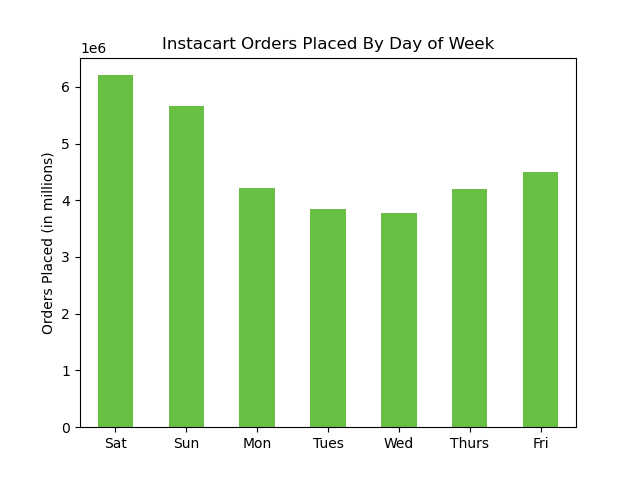 Instacart Orders Placed By Day of Week
1e6
6
5
4
3
2
1
0
Orders Placed (in millions)
Sat Sun Mon Tues Wed Thurs Fri